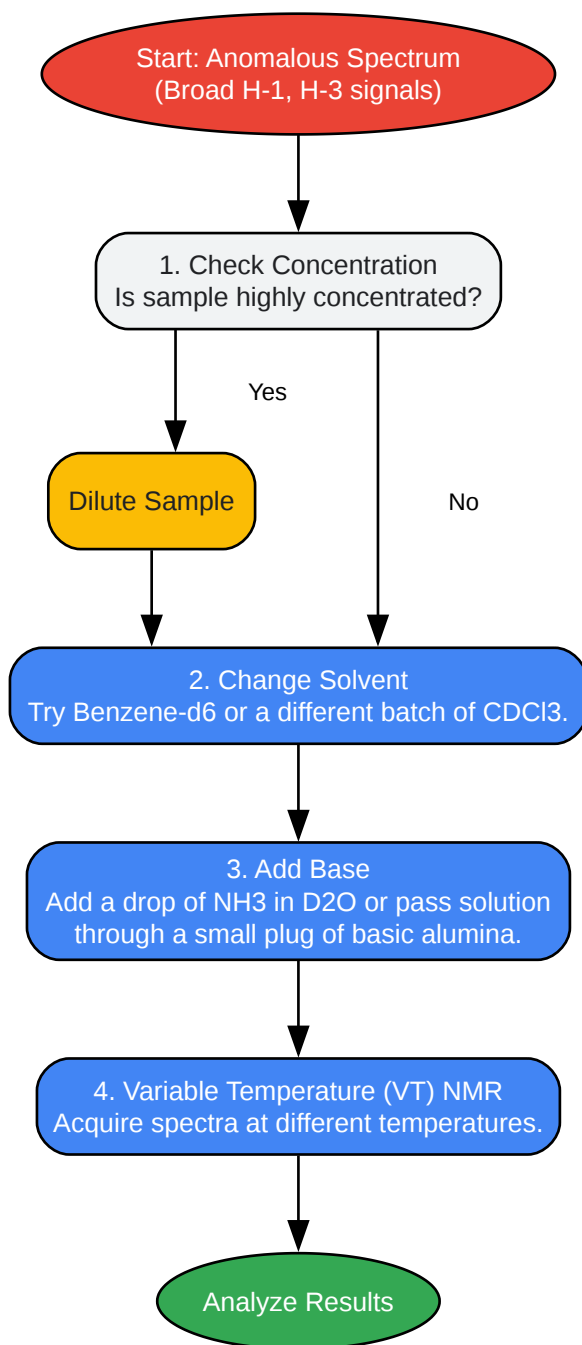 Start: Anomalous Spectrum
(Broad H-1, H-3 signals)
1. Check Concentration
Is sample highly concentrated?
Yes
Dilute Sample
No
2. Change Solvent
Try Benzene-d6 or a different batch of CDCl3.
3. Add Base
Add a drop of NH3 in D2O or pass solution
through a small plug of basic alumina.
4. Variable Temperature (VT) NMR
Acquire spectra at different temperatures.
Analyze Results